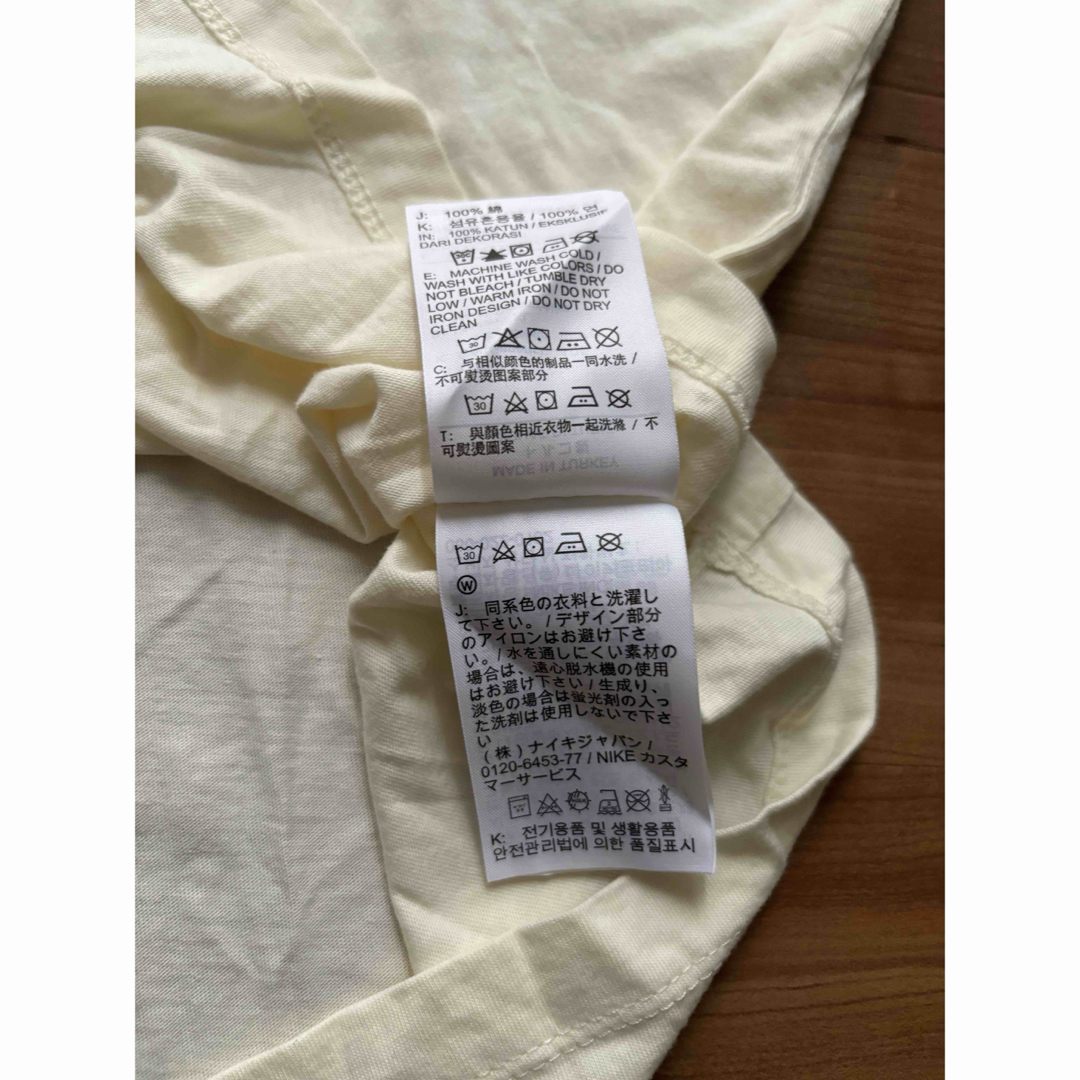 J: 100% 綿
K: 섬유혼용율 / 100% 면
IN: 100% KATUN / EKSKLUSIF
DARI DEKORASI
E: MACHINE WASH COLD /
WASH WITH LIKE COLORS / DO
NOT BLEACH / TUMBLE DRY
LOW / WARM IRON / DO NOT
IRON DESIGN / DO NOT DRY
CLEAN
30
C: 与相似颜色的制品一同水洗 /
不可熨烫图案部分
30
T: 與顏色相近衣物一起洗滌 / 不
可熨燙圖案
トルコ製
MADE IN TURKEY
30
W
J: 同系色の衣料と洗濯し
て下さい。/ デザイン部分
のアイロンはお避け下さ
い。/ 水を通しにくい素材の
場合は、遠心脱水機の使用
はお避け下さい / 生成り、
淡色の場合は蛍光剤の入っ
た洗剤は使用しないで下さ
い
(株) ナイキジャパン /
0120-6453-77 / NIKE カスタ
マーサービス
K: 전기용품 및 생활용품
안전관리법에 의한 품질표시